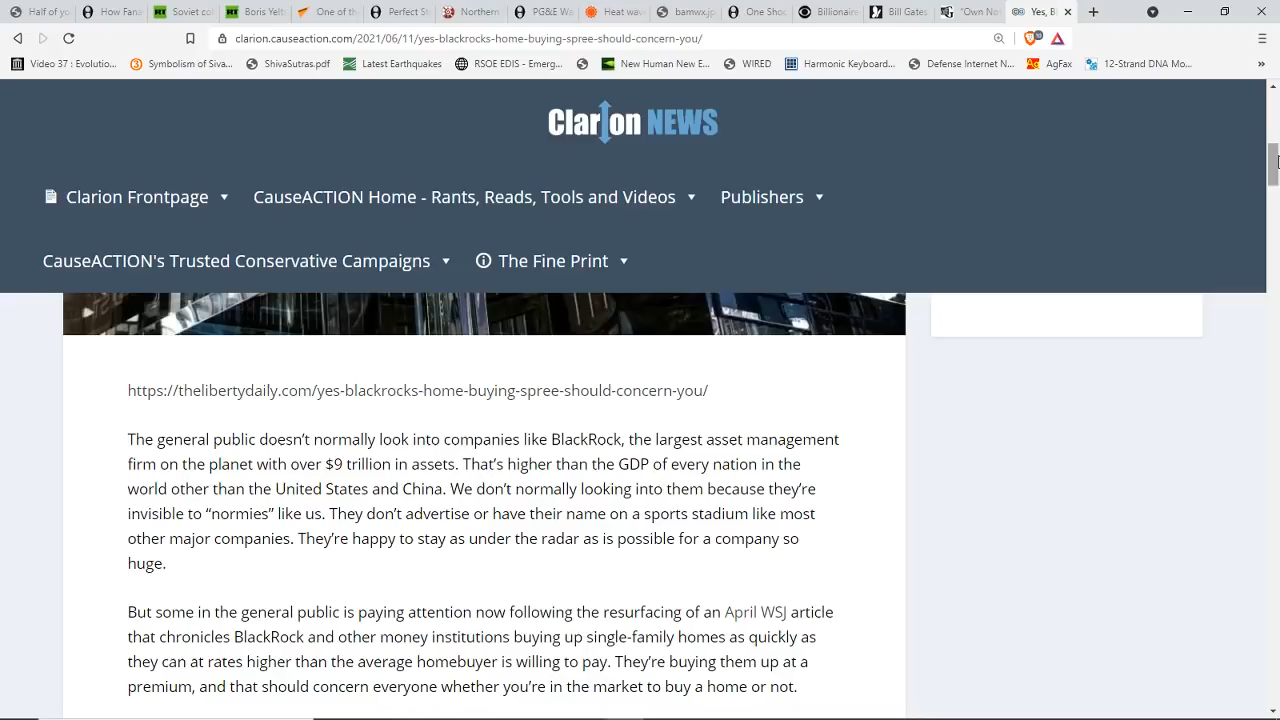 Half of yo
How Fans
Soviet col
Boris Yelts
One of th
Perfect St
Northern
PG&E Wa
Heat wav
bamwx.jp
One Shoc
Billionaire
Bill Gates
"Own No
Yes, B
clarion.causeaction.com/2021/06/11/yes-blackrocks-home-buying-spree-should-concern-you/
Video 37 : Evolutio...
Symbolism of Siva...
ShivaSutras.pdf
Latest Earthquakes
RSOE EDIS - Emerg...
New Human New E...
WIRED
Harmonic Keyboard...
Defense Internet N...
AgFax
12-Strand DNA Mo...
Clarion NEWS
Clarion Frontpage
CauseACTION Home - Rants, Reads, Tools and Videos
Publishers
CauseACTION's Trusted Conservative Campaigns
The Fine Print
https://thelibertydaily.com/yes-blackrocks-home-buying-spree-should-concern-you/
The general public doesn't normally look into companies like BlackRock, the largest asset management
firm on the planet with over $9 trillion in assets. That's higher than the GDP of every nation in the
world other than the United States and China. We don't normally looking into them because they're
invisible to “normies” like us. They don't advertise or have their name on a sports stadium like most
other major companies. They're happy to stay as under the radar as is possible for a company so
huge.
But some in the general public is paying attention now following the resurfacing of an April WSJ article
that chronicles BlackRock and other money institutions buying up single-family homes as quickly as
they can at rates higher than the average homebuyer is willing to pay. They're buying them up at a
premium, and that should concern everyone whether you're in the market to buy a home or not.